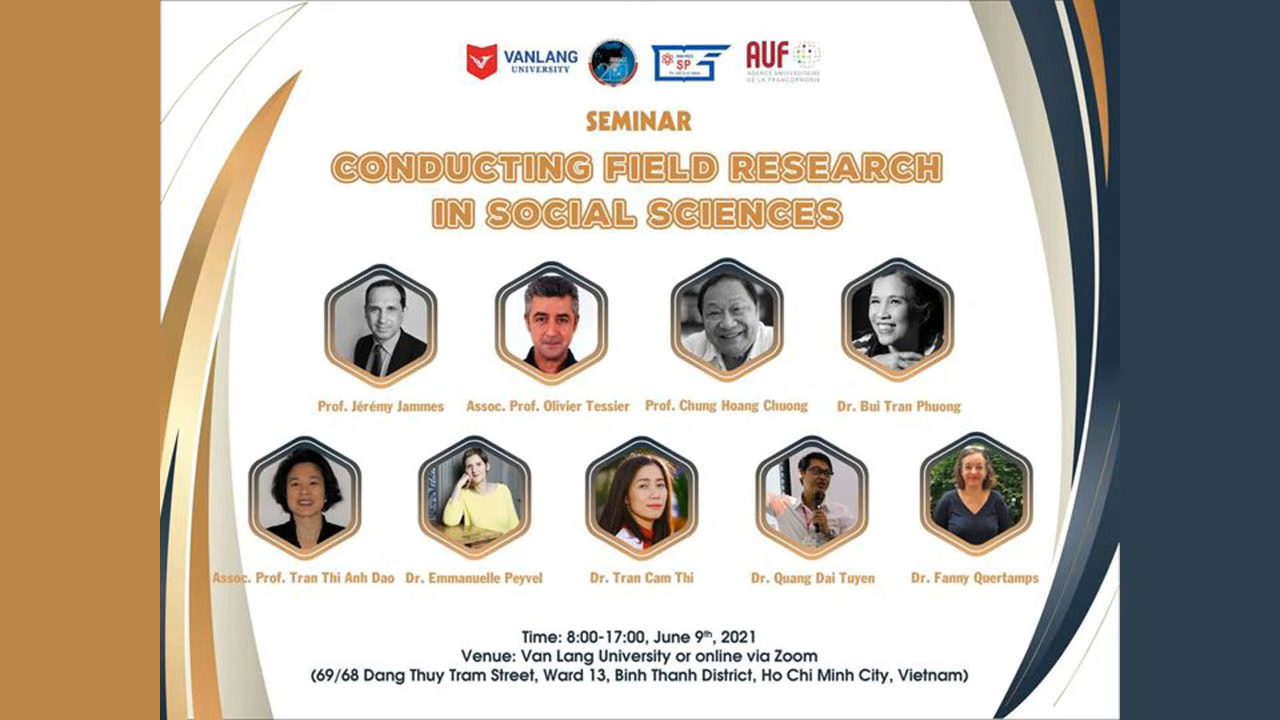 VANLANG
UNIVERSITY
SP
AUF
AGENCE UNIVERSITAIRE
DE LA FRANCOPHONIE
SEMINAR
CONDUCTING FIELD RESEARCH
IN SOCIAL SCIENCES
Prof. Jérémy Jammes
Assoc. Prof. Olivier Tessier
Prof. Chung Hoang Chuong
Dr. Bui Tran Phuong
Assoc. Prof. Tran Thi Anh Dao
Dr. Emmanuelle Peyvel
Dr. Tran Cam Thi
Dr. Quang Dai Tuyen
Dr. Fanny Quertamps
Time: 8:00-17:00, June 9th, 2021
Venue: Van Lang University or online via Zoom
(69/68 Dang Thuy Tram Street, Ward 13, Binh Thanh District, Ho Chi Minh City, Vietnam)